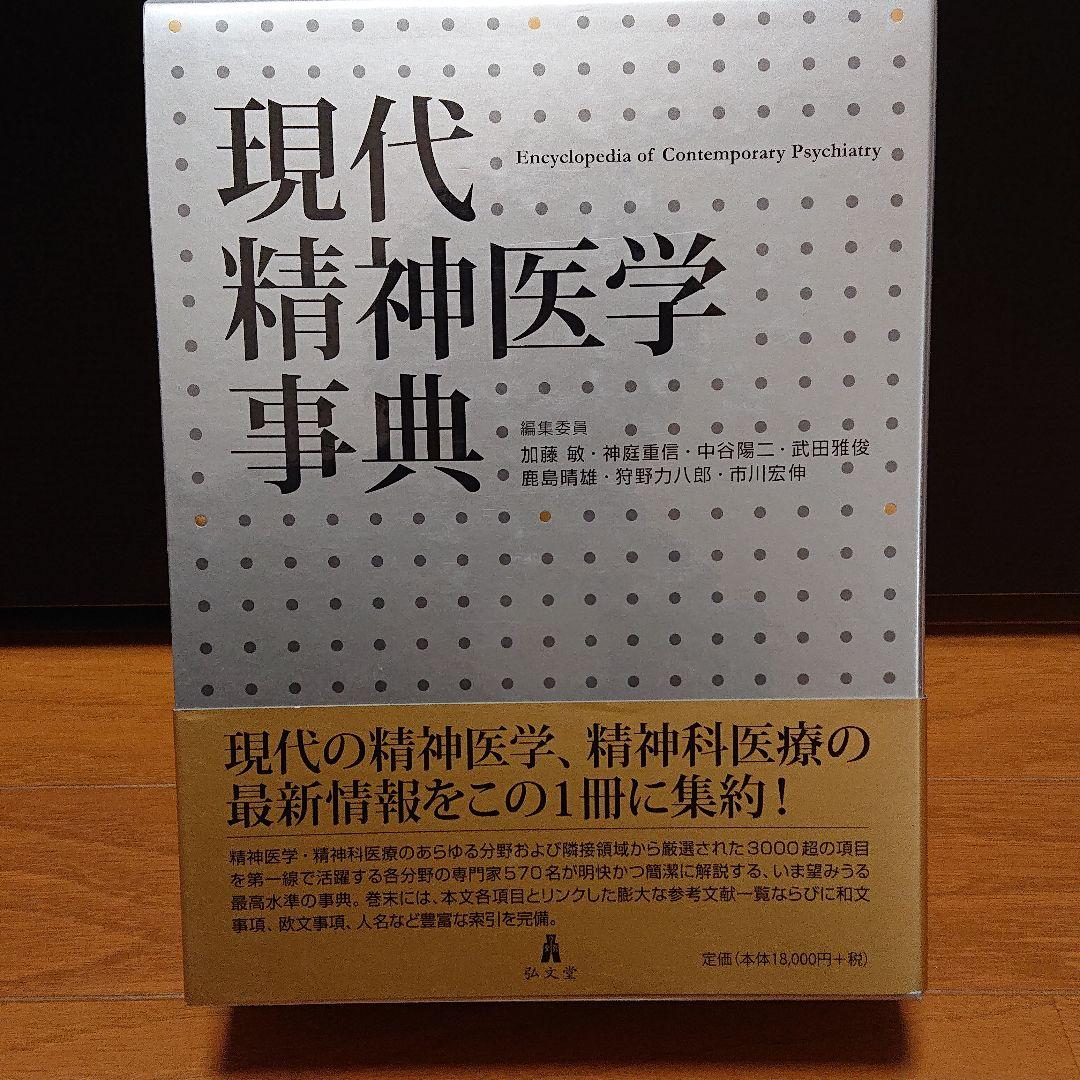 現代
Encyclopedia of Contemporary Psychiatry
精神医学
事典
編集委員
加藤 敏・神庭重信・中谷陽二・武田雅俊
鹿島晴雄・狩野力八郎・市川宏伸
現代の精神医学、精神科医療の
最新情報をこの1冊に集約！
精神医学・精神科医療のあらゆる分野および隣接領域から厳選された3000超の項目
を第一線で活躍する各分野の専門家570名が明快かつ簡潔に解説する、いま望みうる
最高水準の事典。巻末には、本文各項目とリンクした膨大な参考文献一覧ならびに和文
事項、欧文事項、人名など豊富な索引を完備。
弘文堂
定価（本体18,000円＋税）